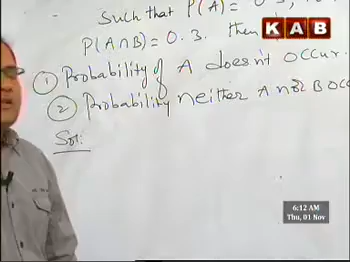 Such that P(A) =
P(A∩B) = 0.3. then
KAB
① Probability of A doesn't occur.
② Probability neither A nor B occ
Sol:
6:12 AM
Thu, 01 Nov